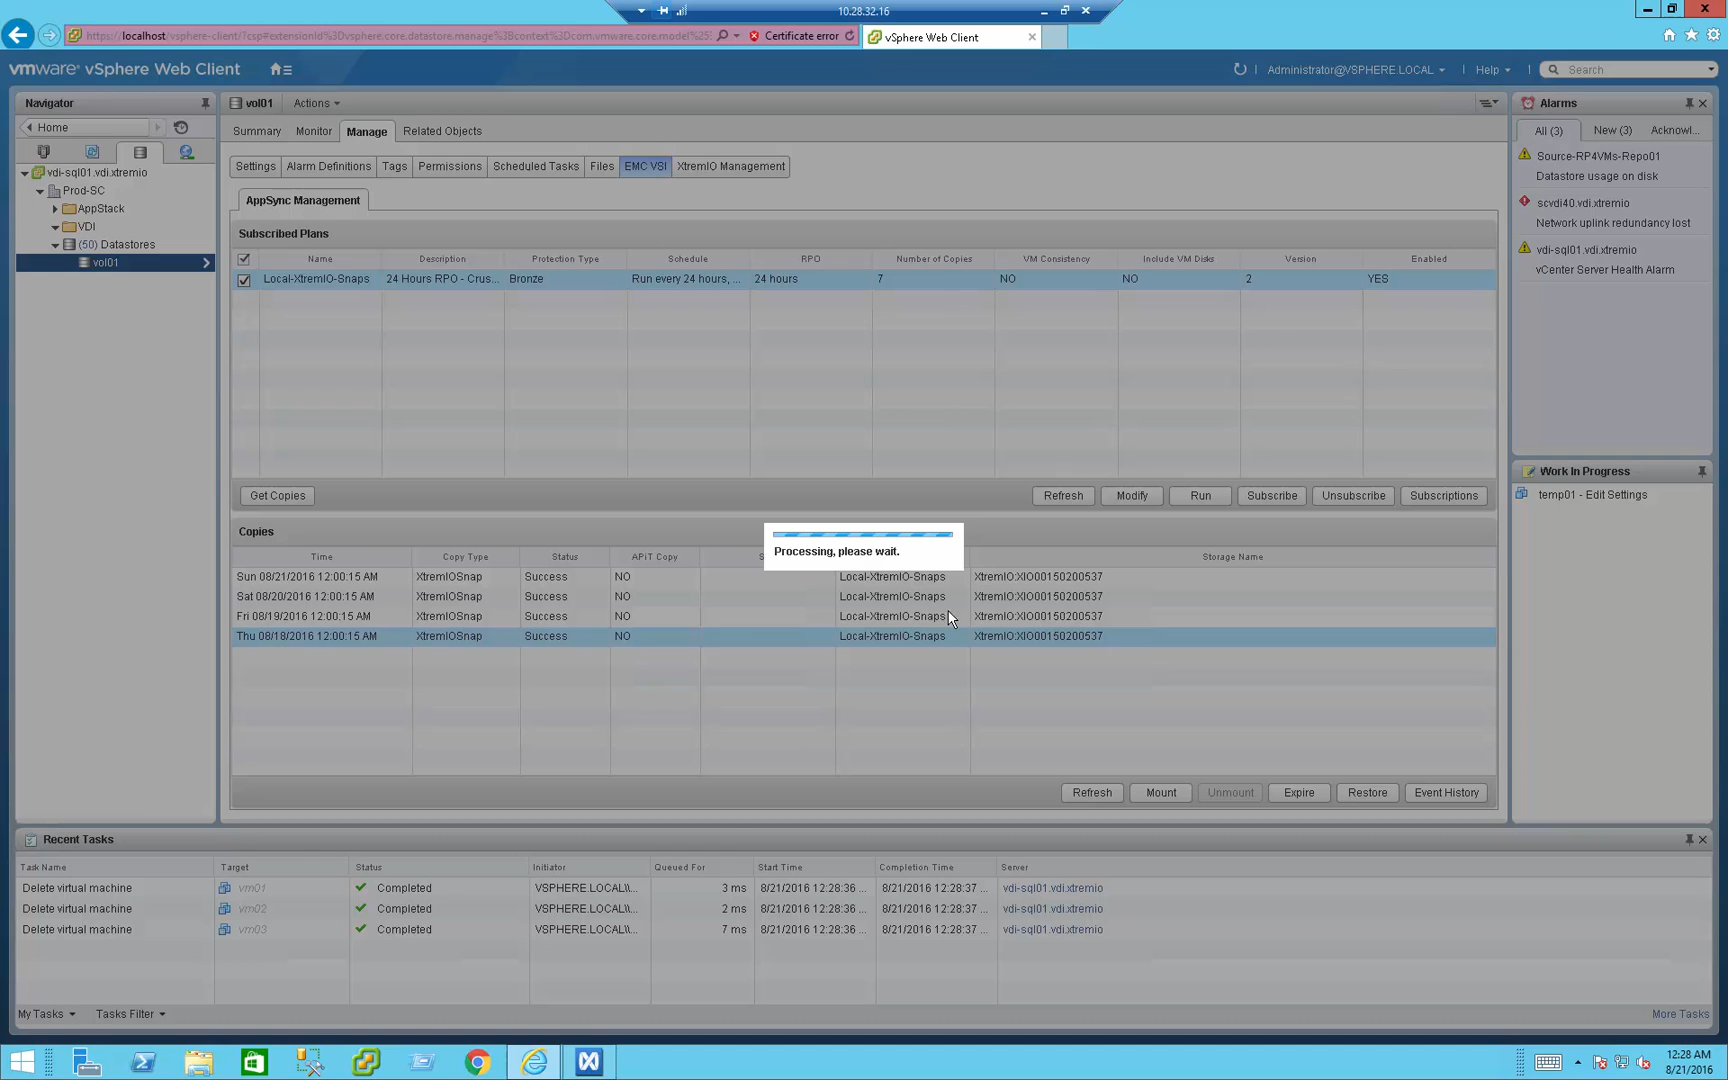 10.28.32.16
https://localhost/vsphere-client/?csp#extensionId%3Dvsphere.core.datastore.manage%3Bcontext%3Dcom.vmware.core.model%25 Certificate error vSphere Web Client
vmware vSphere Web Client Administrator@VSPHERE.LOCAL Help Search
Navigator vol01 Actions Alarms
Home
Summary Monitor Manage Related Objects All (3) New (3) Acknowl...
Settings Alarm Definitions Tags Permissions Scheduled Tasks Files EMC VSI XtremIO Management
AppSync Management
vdi-sql01.vdi.xtremio
Prod-SC
AppStack
VDI
(50) Datastores
vol01
Source-RP4VMs-Repo01
Datastore usage on disk
scvdi40.vdi.xtremio
Network uplink redundancy lost
vdi-sql01.vdi.xtremio
vCenter Server Health Alarm
Subscribed Plans
Name Description Protection Type Schedule RPO Number of Copies VM Consistency Include VM Disks Version Enabled
Local-XtremIO-Snaps 24 Hours RPO - Crus... Bronze Run every 24 hours, ... 24 hours 7 NO NO 2 YES
Get Copies Refresh Modify Run Subscribe Unsubscribe Subscriptions
Work In Progress
temp01 - Edit Settings
Copies
Processing, please wait.
Time Copy Type Status APiT Copy S Storage Name
Sun 08/21/2016 12:00:15 AM XtremIOSnap Success NO Local-XtremIO-Snaps XtremIO:XIO00150200537
Sat 08/20/2016 12:00:15 AM XtremIOSnap Success NO Local-XtremIO-Snaps XtremIO:XIO00150200537
Fri 08/19/2016 12:00:15 AM XtremIOSnap Success NO Local-XtremIO-Snaps XtremIO:XIO00150200537
Thu 08/18/2016 12:00:15 AM XtremIOSnap Success NO Local-XtremIO-Snaps XtremIO:XIO00150200537
Refresh Mount Unmount Expire Restore Event History
Recent Tasks
Task Name Target Status Initiator Queued For Start Time Completion Time Server
Delete virtual machine vm01 Completed VSPHERE.LOCAL\\... 3 ms 8/21/2016 12:28:36 ... 8/21/2016 12:28:37 ... vdi-sql01.vdi.xtremio
Delete virtual machine vm02 Completed VSPHERE.LOCAL\\... 2 ms 8/21/2016 12:28:36 ... 8/21/2016 12:28:37 ... vdi-sql01.vdi.xtremio
Delete virtual machine vm03 Completed VSPHERE.LOCAL\\... 7 ms 8/21/2016 12:28:36 ... 8/21/2016 12:28:37 ... vdi-sql01.vdi.xtremio
My Tasks Tasks Filter More Tasks
12:28 AM
8/21/2016